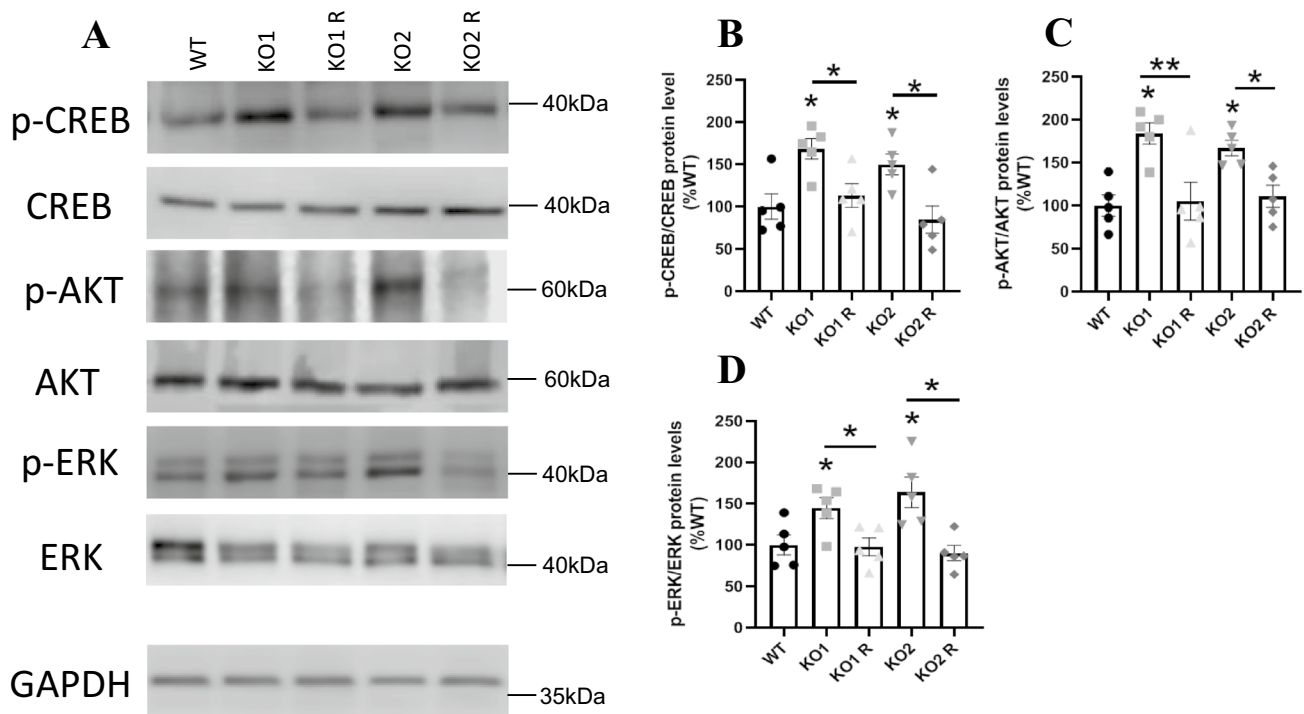 A
WT
KO1
KO1 R
KO2
KO2 R
p-CREB
40kDa
CREB
40kDa
p-AKT
60kDa
AKT
60kDa
p-ERK
40kDa
ERK
40kDa
GAPDH
35kDa
B
p-CREB/CREB protein level
(%WT)
250
200
150
100
50
0
*
*
*
*
WT
KO1
KO1 R
KO2
KO2 R
C
p-AKT/AKT protein levels
(%WT)
250
200
150
100
50
0
**
*
*
*
WT
KO1
KO1 R
KO2
KO2 R
D
p-ERK/ERK protein levels
(%WT)
250
200
150
100
50
0
*
*
*
*
WT
KO1
KO1 R
KO2
KO2 R